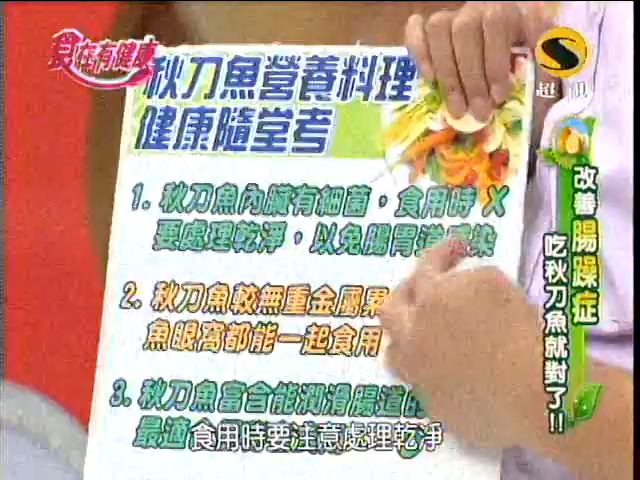 食在有健康
超視
秋刀魚營養料理
健康隨堂考
1. 秋刀魚內臟有細菌，食用時 X
要處理乾淨，以免腸胃道感染
2. 秋刀魚較無重金屬
魚眼窩都能一起食用
3. 秋刀魚富含能潤滑腸道
最適
食用時要注意處理乾淨
改善腸躁症
吃秋刀魚就對了!!